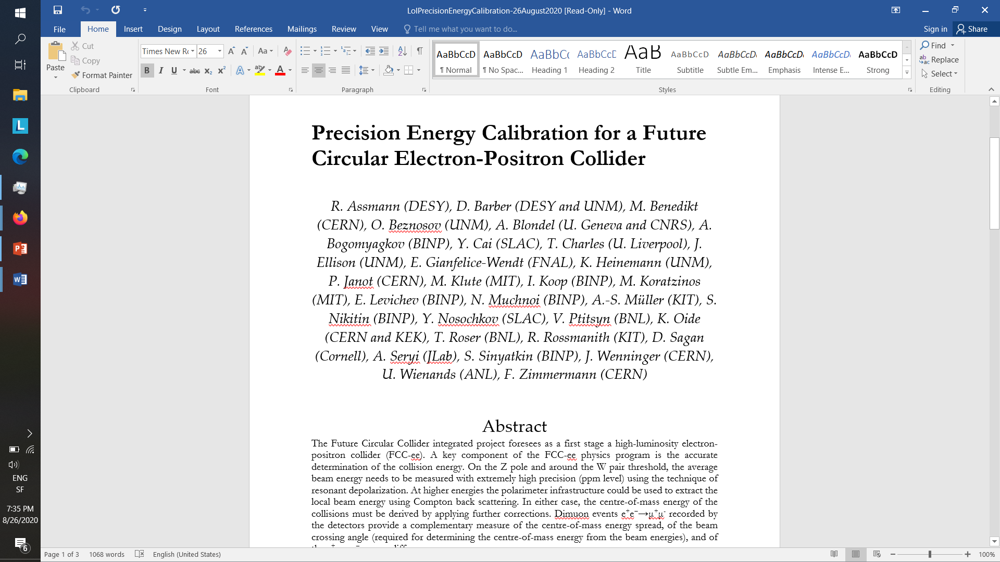 LoIPrecisionEnergyCalibration-26August2020 [Read-Only] - Word
File Home Insert Design Layout References Mailings Review View Tell me what you want to do... Sign in Share
Paste
Cut
Copy
Format Painter
Clipboard
Times New Ro 26
Font
Paragraph
AaBbCcD AaBbCcD AaBbC AaBbCcD AaB AaBbCcD AaBbCcD AaBbCcD AaBbCcD AaBbCcD
¶ Normal ¶ No Spac... Heading 1 Heading 2 Title Subtitle Subtle Em... Emphasis Intense E... Strong
Styles
Find
Replace
Select
Editing
Precision Energy Calibration for a Future
Circular Electron-Positron Collider
R. Assmann (DESY), D. Barber (DESY and UNM), M. Benedikt
(CERN), O. Beznosov (UNM), A. Blondel (U. Geneva and CNRS), A.
Bogomyagkov (BINP), Y. Cai (SLAC), T. Charles (U. Liverpool), J.
Ellison (UNM), E. Gianfelice-Wendt (FNAL), K. Heinemann (UNM),
P. Janot (CERN), M. Klute (MIT), I. Koop (BINP), M. Koratzinos
(MIT), E. Levichev (BINP), N. Muchnoi (BINP), A.-S. Müller (KIT), S.
Nikitin (BINP), Y. Nosochkov (SLAC), V. Ptitsyn (BNL), K. Oide
(CERN and KEK), T. Roser (BNL), R. Rossmanith (KIT), D. Sagan
(Cornell), A. Seryi (JLab), S. Sinyatkin (BINP), J. Wenninger (CERN),
U. Wienands (ANL), F. Zimmermann (CERN)
Abstract
The Future Circular Collider integrated project foresees as a first stage a high-luminosity electron-
positron collider (FCC-ee). A key component of the FCC-ee physics program is the accurate
determination of the collision energy. On the Z pole and around the W pair threshold, the average
beam energy needs to be measured with extremely high precision (ppm level) using the technique of
resonant depolarization. At higher energies the polarimeter infrastructure could be used to extract the
local beam energy using Compton back scattering. In either case, the centre-of-mass energy of the
collisions must be derived by applying further corrections. Dimuon events e⁺e⁻→μ⁺μ⁻ recorded by
the detectors provide a complementary measure of the centre-of-mass energy spread, of the beam
crossing angle (required for determining the centre-of-mass energy from the beam energies), and of
ENG
SF
7:35 PM
8/26/2020
6
Page 1 of 3 1068 words English (United States) 100%